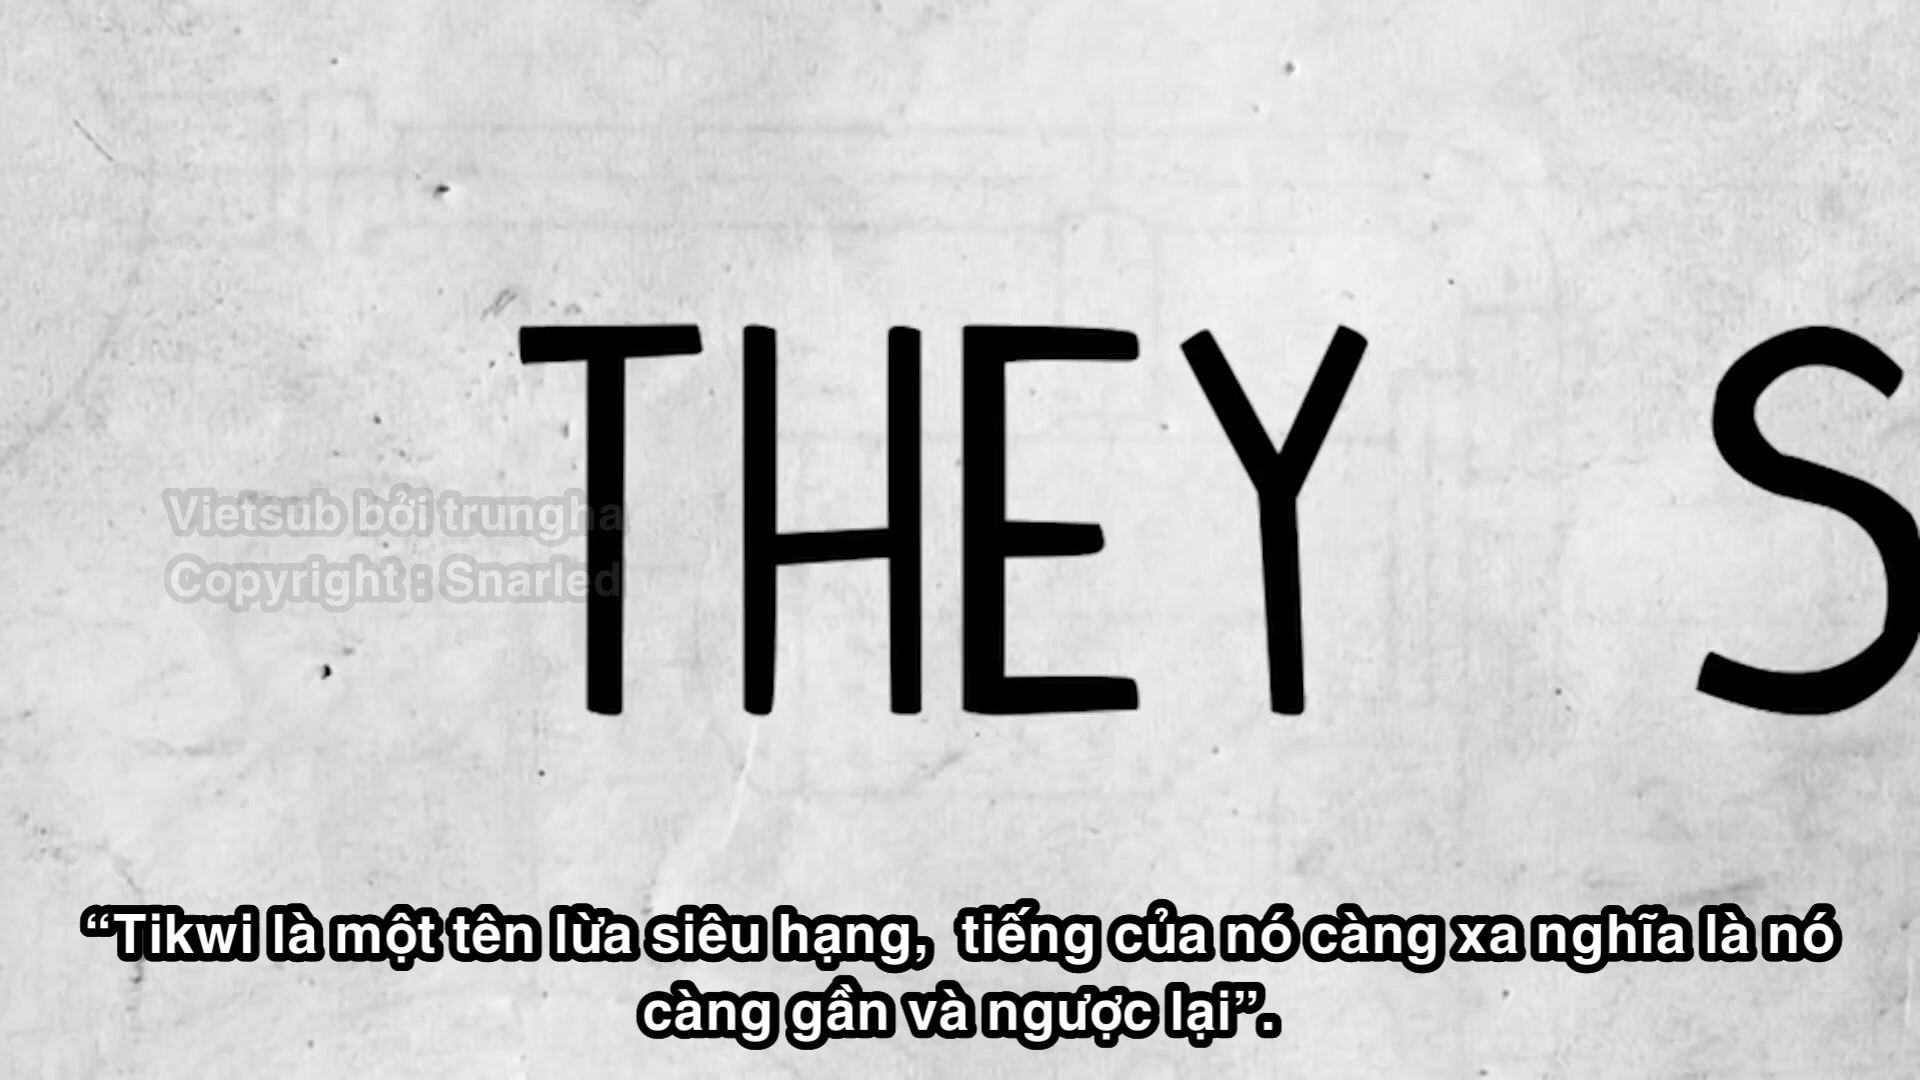 THEY S
Vietsub bởi trungha
Copyright : Snarled
“Tikwi là một tên lừa siêu hạng, tiếng của nó càng xa nghĩa là nó
càng gần và ngược lại”.